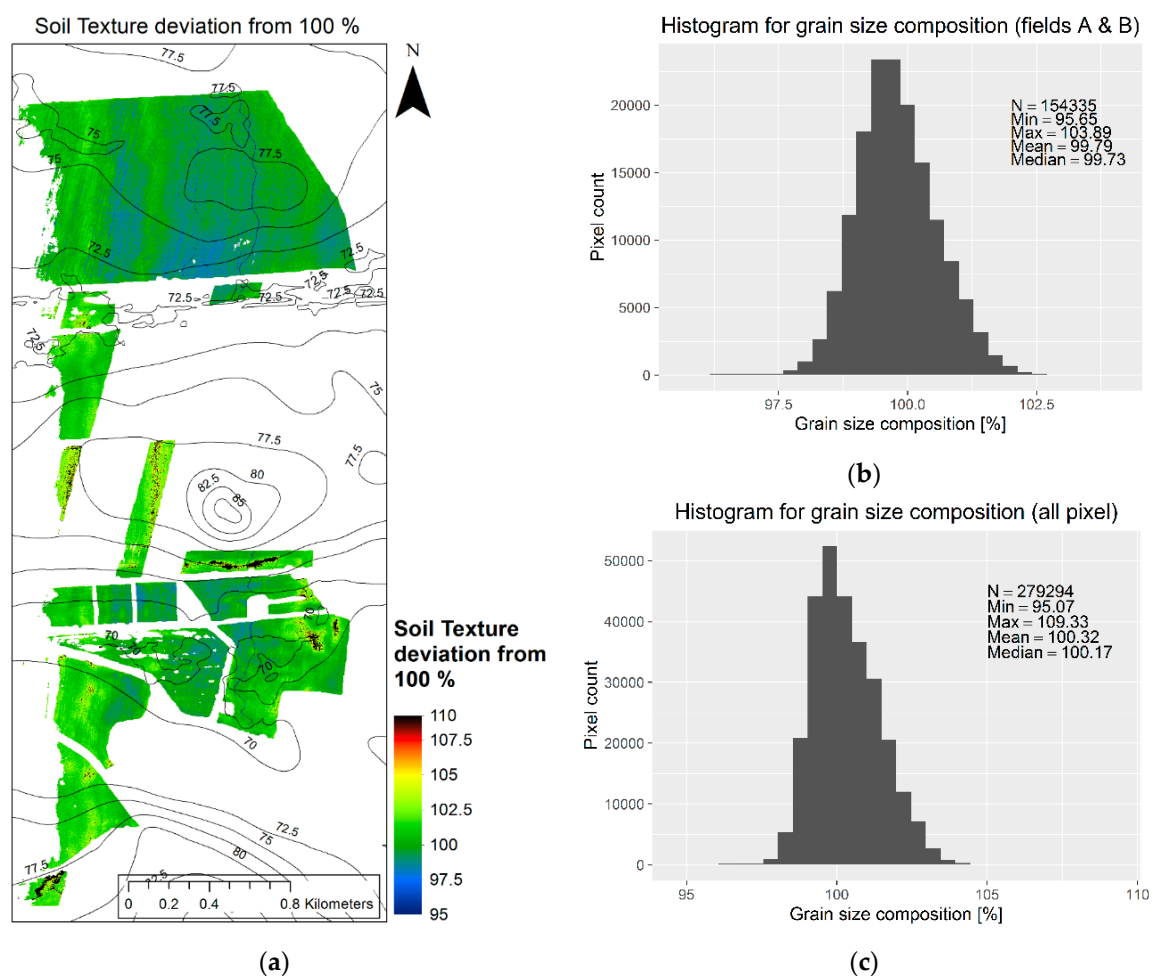 Soil Texture deviation from 100 %
N
77.5
77.5
75
77.5
75
72.5
72.5
72.5
72.5
72.5
72.5
72.5
75
77.5
77.5
82.5
80
85
70
70
70
70
72.5
75
80
77.5
0 0.2 0.4 0.8 Kilometers
Soil Texture
deviation from
100 %
110
107.5
105
102.5
100
97.5
95
(a)
Histogram for grain size composition (fields A & B)
Pixel count
20000
15000
10000
5000
0
N = 154335
Min = 95.65
Max = 103.89
Mean = 99.79
Median = 99.73
97.5 100.0 102.5
Grain size composition [%]
(b)
Histogram for grain size composition (all pixel)
Pixel count
50000
40000
30000
20000
10000
0
N = 279294
Min = 95.07
Max = 109.33
Mean = 100.32
Median = 100.17
95 100 105 110
Grain size composition [%]
(c)